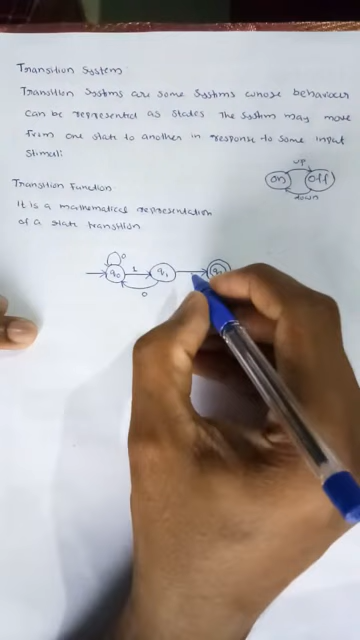 Transition System:
Transition systems are some systems whose behaviour
can be represented as states. The system may move
from one state to another in response to some input
stimuli.
up
on off
down
Transition Function
It is a mathematical representation
of a state transition.
0
q0 1 q1
0